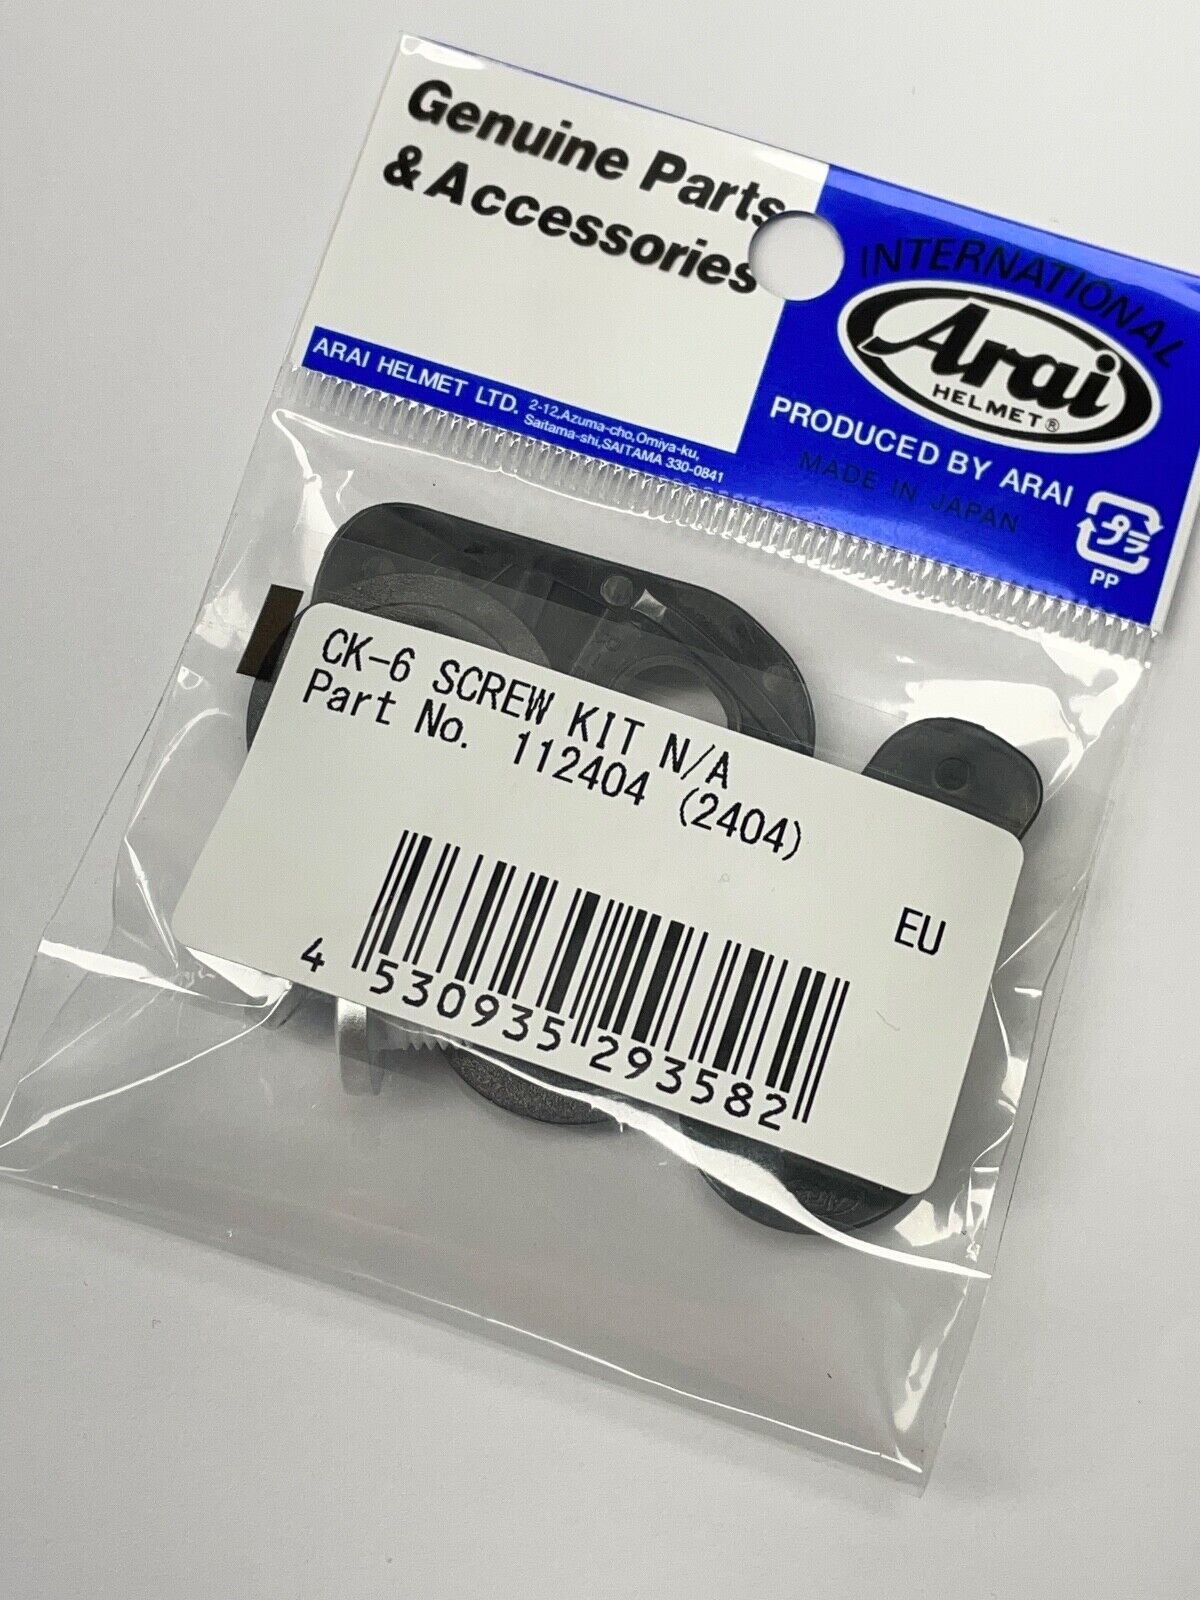 Genuine Parts
& Accessories
ARAI HELMET LTD. 2-12,Azuma-cho,Omiya-ku,
Saitama-shi,SAITAMA 330-0841
INTERNATIONAL
Arai
HELMET®
PRODUCED BY ARAI
MADE IN JAPAN
プラ
PP
CK-6 SCREW KIT N/A
Part No. 112404 (2404)
EU
4 530935 293582